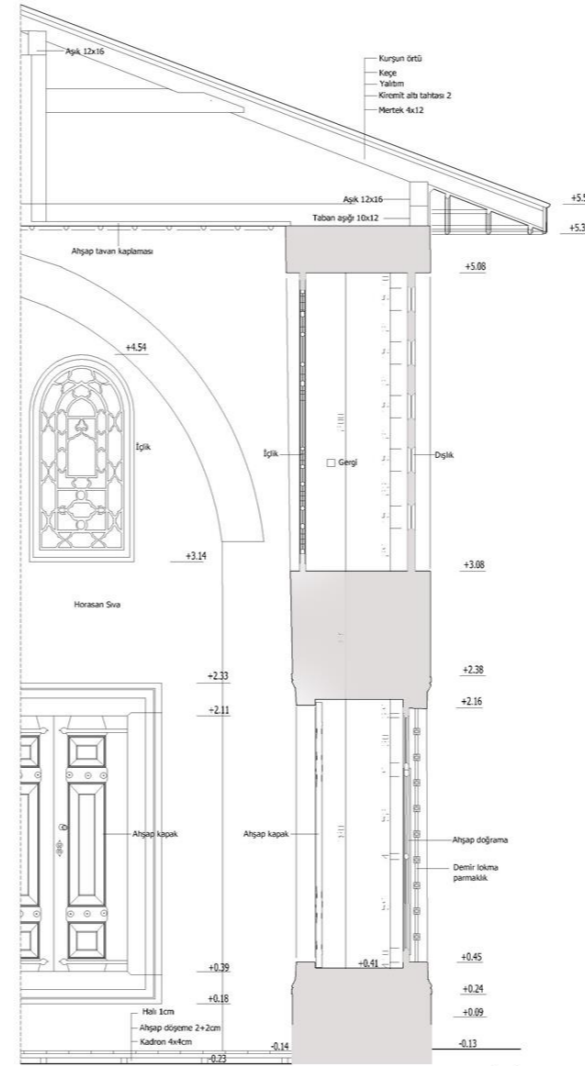 Aşık 12x16
Kurşun örtü
Keçe
Yalıtım
Kiremit altı tahtası 2
Mertek 4x12
Aşık 12x16
Taban aşığı 10x12
+5.3
Ahşap tavan kaplaması
+5.08
+4.54
İçlik
İçlik
Gergi
Dışlık
+3.14
+3.08
Horasan Sıva
+2.33
+2.38
+2.11
+2.16
Ahşap kapak
Ahşap kapak
Ahşap doğrama
Demir lokma
parmaklık
+0.39
+0.41
+0.45
+0.18
+0.24
Halı 1cm
+0.09
Ahşap döşeme 2+2cm
Kadron 4x4cm
-0.14
-0.13
-0.23